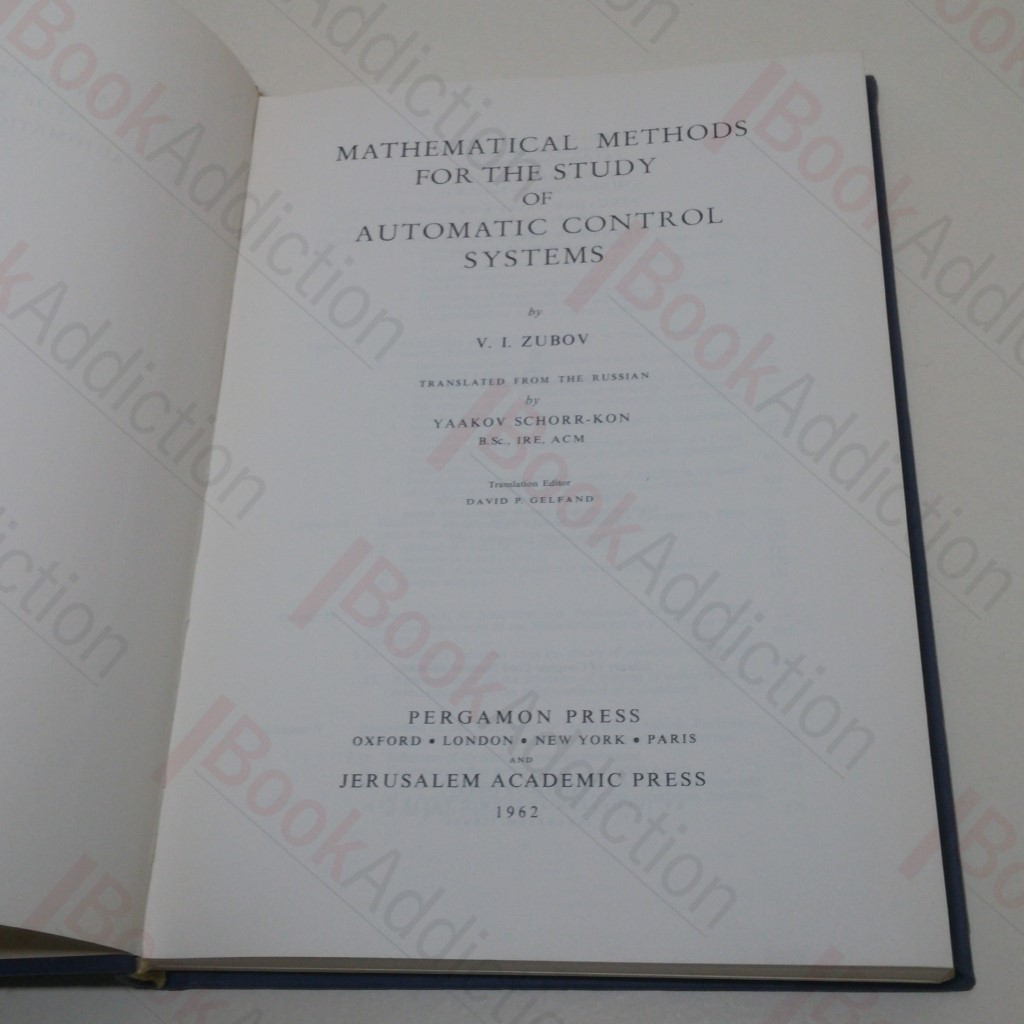 MATHEMATICAL METHODS
FOR THE STUDY
OF
AUTOMATIC CONTROL
SYSTEMS
by
V. I. ZUBOV
TRANSLATED FROM THE RUSSIAN
by
YAAKOV SCHORR-KON
B.Sc., IRE, ACM
Translation Editor
DAVID P. GELFAND
PERGAMON PRESS
OXFORD • LONDON • NEW YORK • PARIS
AND
JERUSALEM ACADEMIC PRESS
1962
BookAddiction